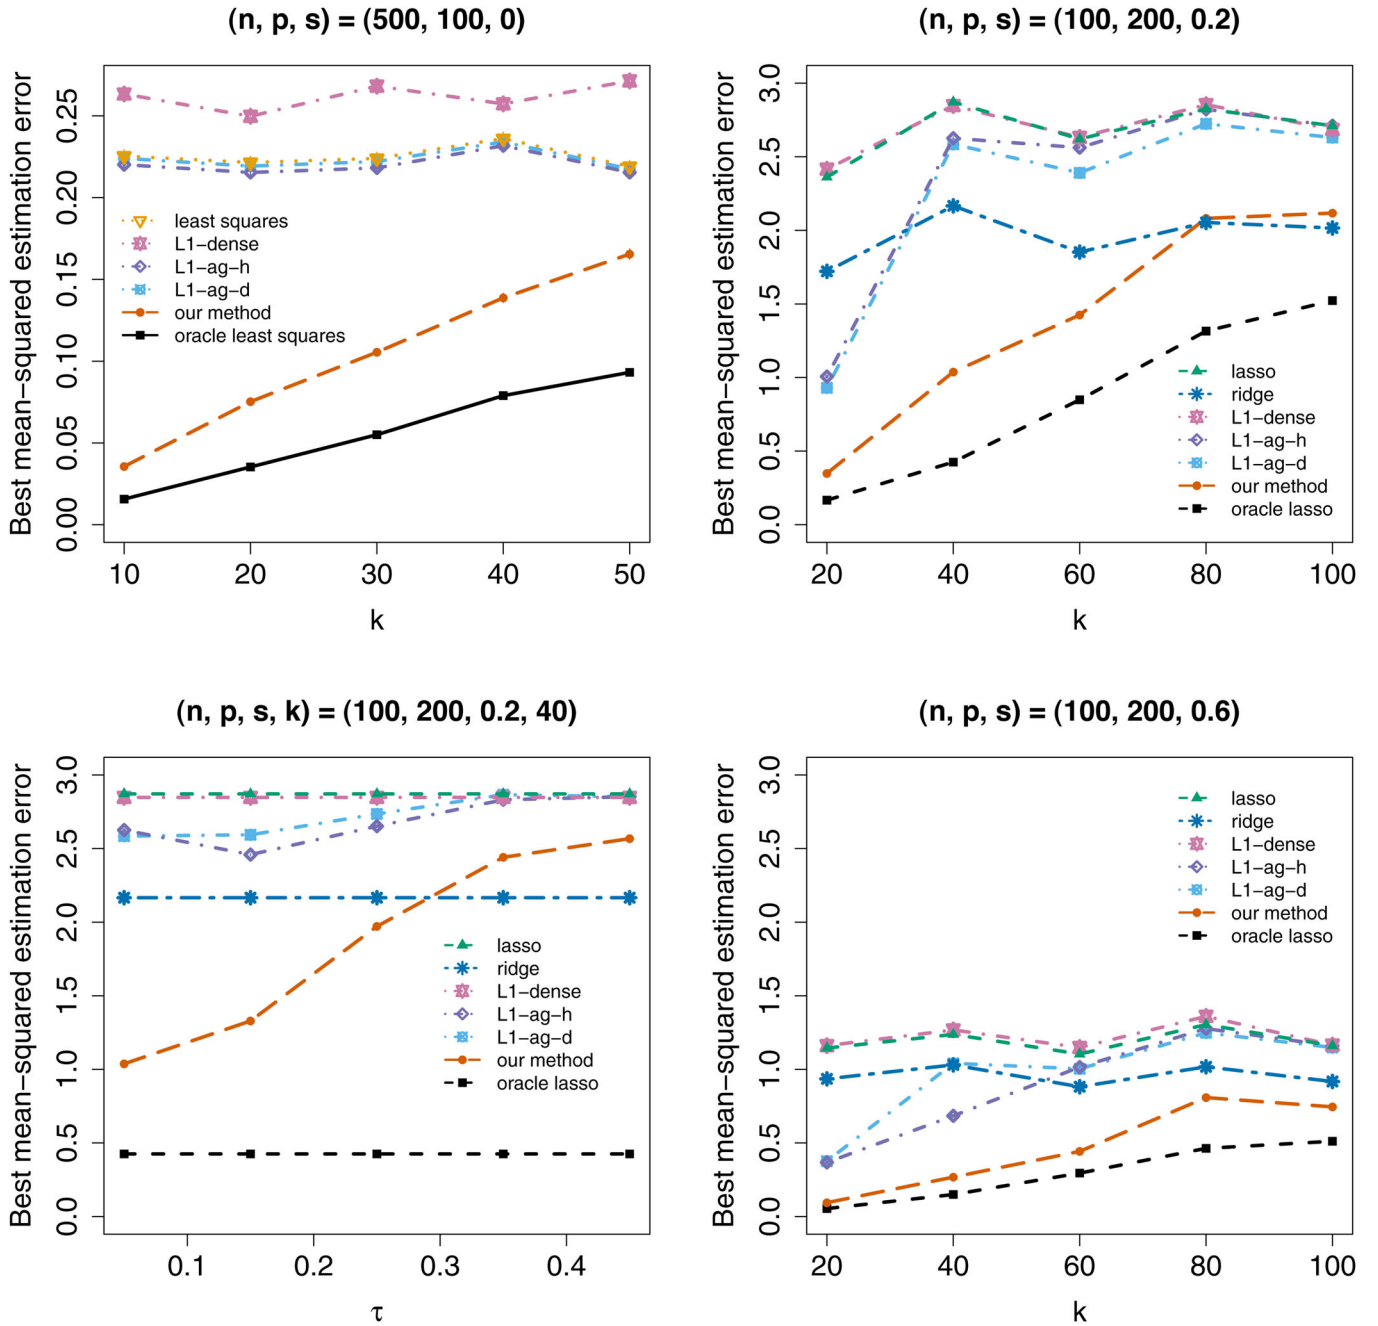 (n, p, s) = (500, 100, 0)
Best mean−squared estimation error
0.00 0.05 0.10 0.15 0.20 0.25
least squares
L1−dense
L1−ag−h
L1−ag−d
our method
oracle least squares
10 20 30 40 50
k
(n, p, s) = (100, 200, 0.2)
Best mean−squared estimation error
0.0 0.5 1.0 1.5 2.0 2.5 3.0
lasso
ridge
L1−dense
L1−ag−h
L1−ag−d
our method
oracle lasso
20 40 60 80 100
k
(n, p, s, k) = (100, 200, 0.2, 40)
Best mean−squared estimation error
0.0 0.5 1.0 1.5 2.0 2.5 3.0
lasso
ridge
L1−dense
L1−ag−h
L1−ag−d
our method
oracle lasso
0.1 0.2 0.3 0.4
τ
(n, p, s) = (100, 200, 0.6)
Best mean−squared estimation error
0.0 0.5 1.0 1.5 2.0 2.5 3.0
lasso
ridge
L1−dense
L1−ag−h
L1−ag−d
our method
oracle lasso
20 40 60 80 100
k